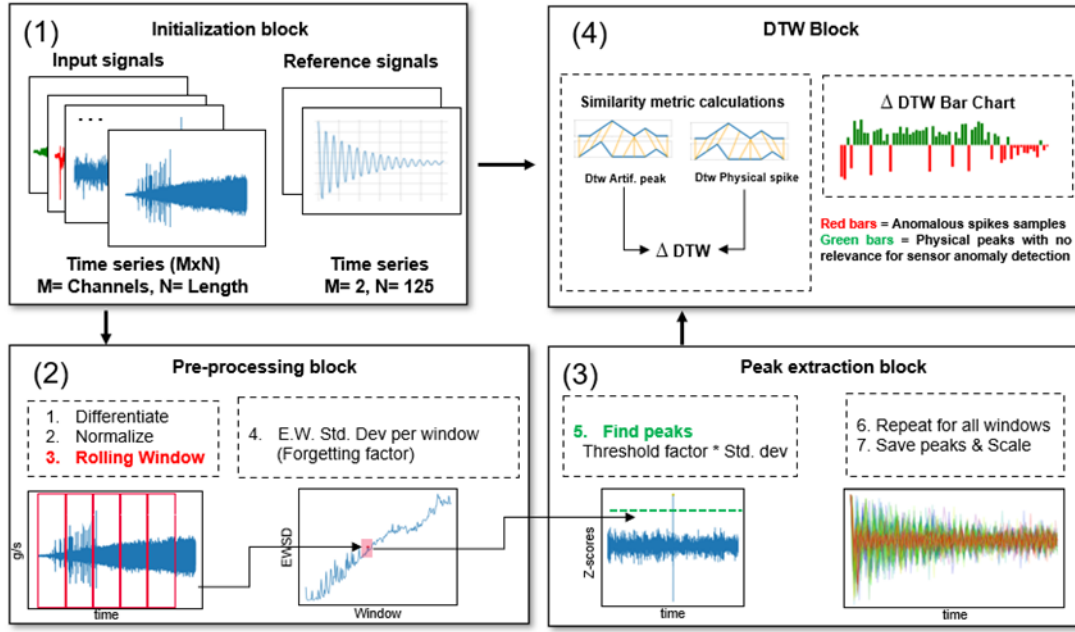 (1)
Initialization block
Input signals
Reference signals
...
Time series (MxN)
M= Channels, N= Length
Time series
M= 2, N= 125
(4)
DTW Block
Similarity metric calculations
Dtw Artif. peak
Dtw Physical spike
Δ DTW
Δ DTW Bar Chart
Red bars = Anomalous spikes samples
Green bars = Physical peaks with no
relevance for sensor anomaly detection
(2)
Pre-processing block
1. Differentiate
2. Normalize
3. Rolling Window
4. E.W. Std. Dev per window
(Forgetting factor)
g/s
time
EWSD
Window
(3)
Peak extraction block
5. Find peaks
Threshold factor * Std. dev
6. Repeat for all windows
7. Save peaks & Scale
Z-scores
time
time